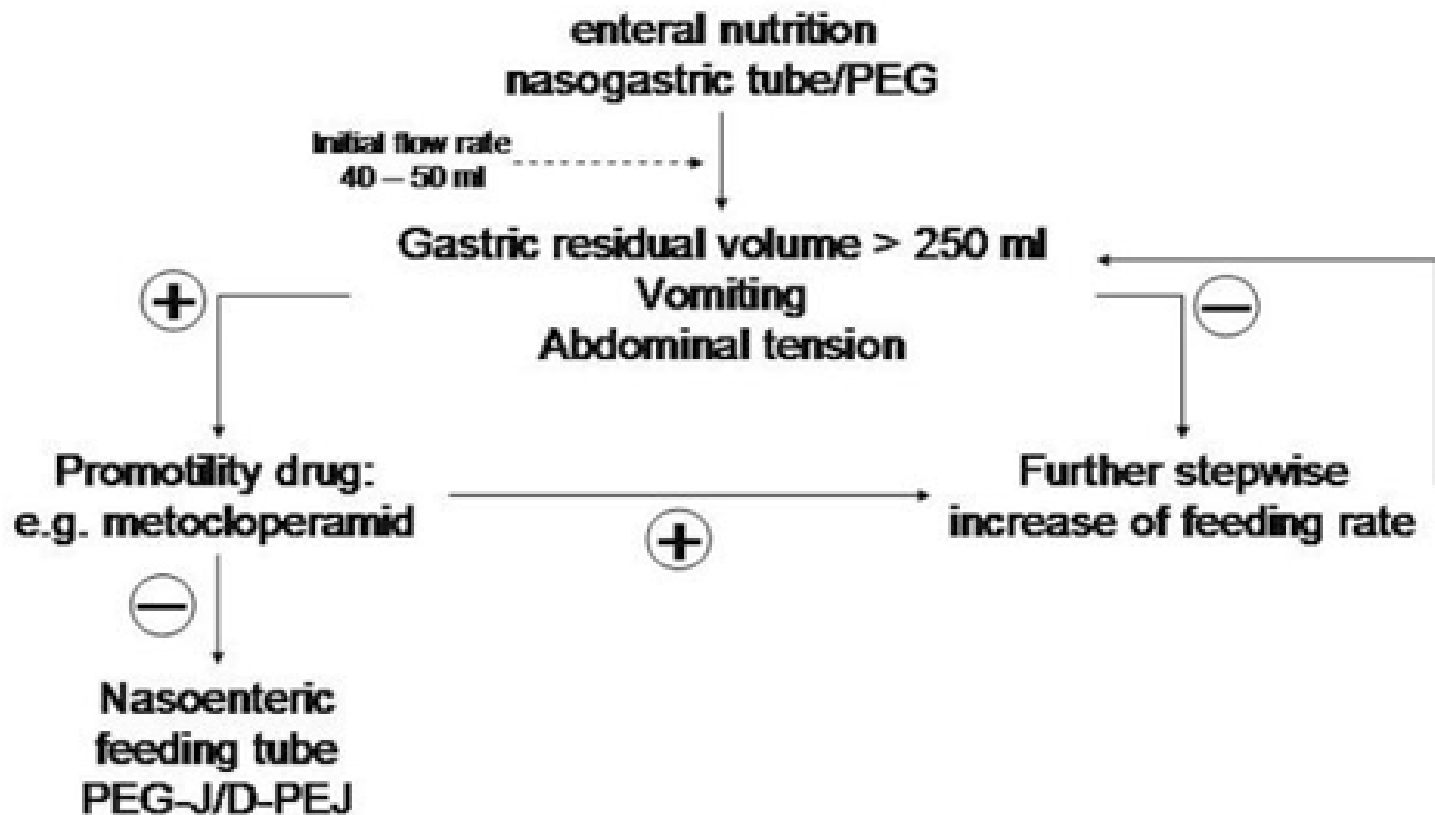 enteral nutrition
nasogastric tube/PEG
Initial flow rate
40 – 50 ml
Gastric residual volume > 250 ml
Vomiting
Abdominal tension
+
−
Promotility drug:
e.g. metocloperamid
Further stepwise
increase of feeding rate
+
−
Nasoenteric
feeding tube
PEG-J/D-PEJ